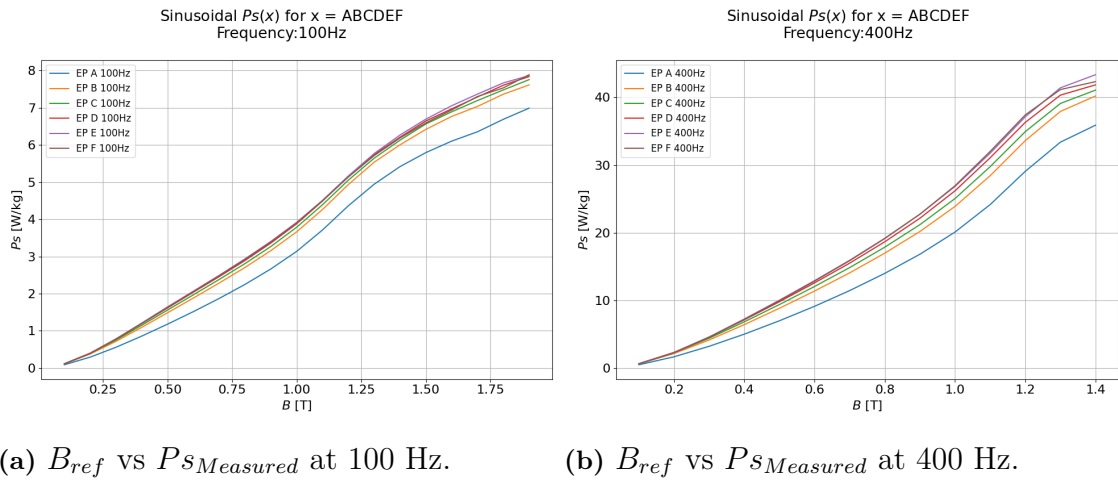 Sinusoidal Ps(x) for x = ABCDEF
Frequency:100Hz
8
7
6
5
4
3
2
1
0
Ps [W/kg]
EP A 100Hz
EP B 100Hz
EP C 100Hz
EP D 100Hz
EP E 100Hz
EP F 100Hz
0.25
0.50
0.75
1.00
1.25
1.50
1.75
B [T]
(a) B_ref vs Ps_Measured at 100 Hz.
Sinusoidal Ps(x) for x = ABCDEF
Frequency:400Hz
40
30
20
10
0
Ps [W/kg]
EP A 400Hz
EP B 400Hz
EP C 400Hz
EP D 400Hz
EP E 400Hz
EP F 400Hz
0.2
0.4
0.6
0.8
1.0
1.2
1.4
B [T]
(b) B_ref vs Ps_Measured at 400 Hz.